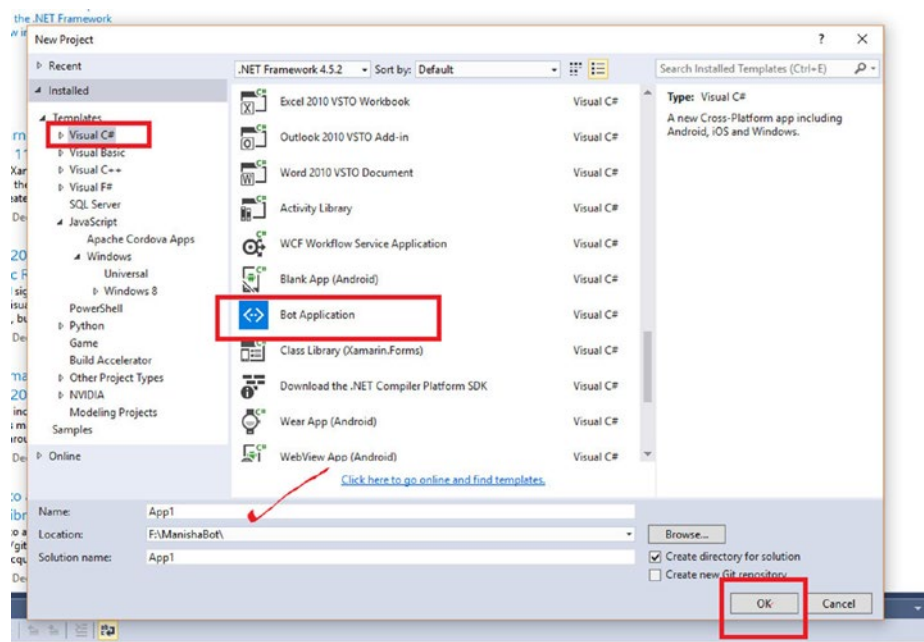 the .NET Framework
New Project
? ×
Recent
.NET Framework 4.5.2
Sort by: Default
Search Installed Templates (Ctrl+E)
Installed
Templates
Visual C#
Visual Basic
Visual C++
Visual F#
SQL Server
JavaScript
Apache Cordova Apps
Windows
Universal
Windows 8
PowerShell
Python
Game
Build Accelerator
Other Project Types
NVIDIA
Modeling Projects
Samples
Online
Excel 2010 VSTO Workbook Visual C#
Outlook 2010 VSTO Add-in Visual C#
Word 2010 VSTO Document Visual C#
Activity Library Visual C#
WCF Workflow Service Application Visual C#
Blank App (Android) Visual C#
Bot Application Visual C#
Class Library (Xamarin.Forms) Visual C#
Download the .NET Compiler Platform SDK Visual C#
Wear App (Android) Visual C#
WebView App (Android) Visual C#
Click here to go online and find templates.
Type: Visual C#
A new Cross-Platform app including
Android, iOS and Windows.
Name: App1
Location: F:\ManishaBot\
Browse...
Solution name: App1
Create directory for solution
Create new Git repository
OK Cancel